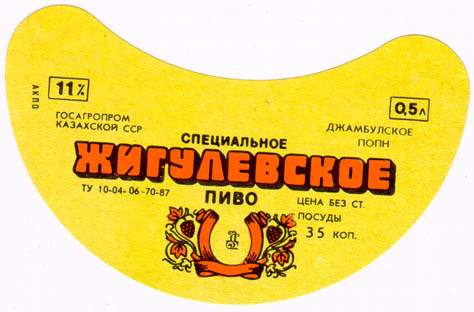 АКПО
11%
0,5л
ГОСАГРОПРОМ
КАЗАХСКОЙ ССР
ДЖАМБУЛСКОЕ
ПОПН
СПЕЦИАЛЬНОЕ
ЖИГУЛЕВСКОЕ
ПИВО
ТУ 10-04-06-70-87
ЦЕНА БЕЗ СТ.
ПОСУДЫ
35 КОП.